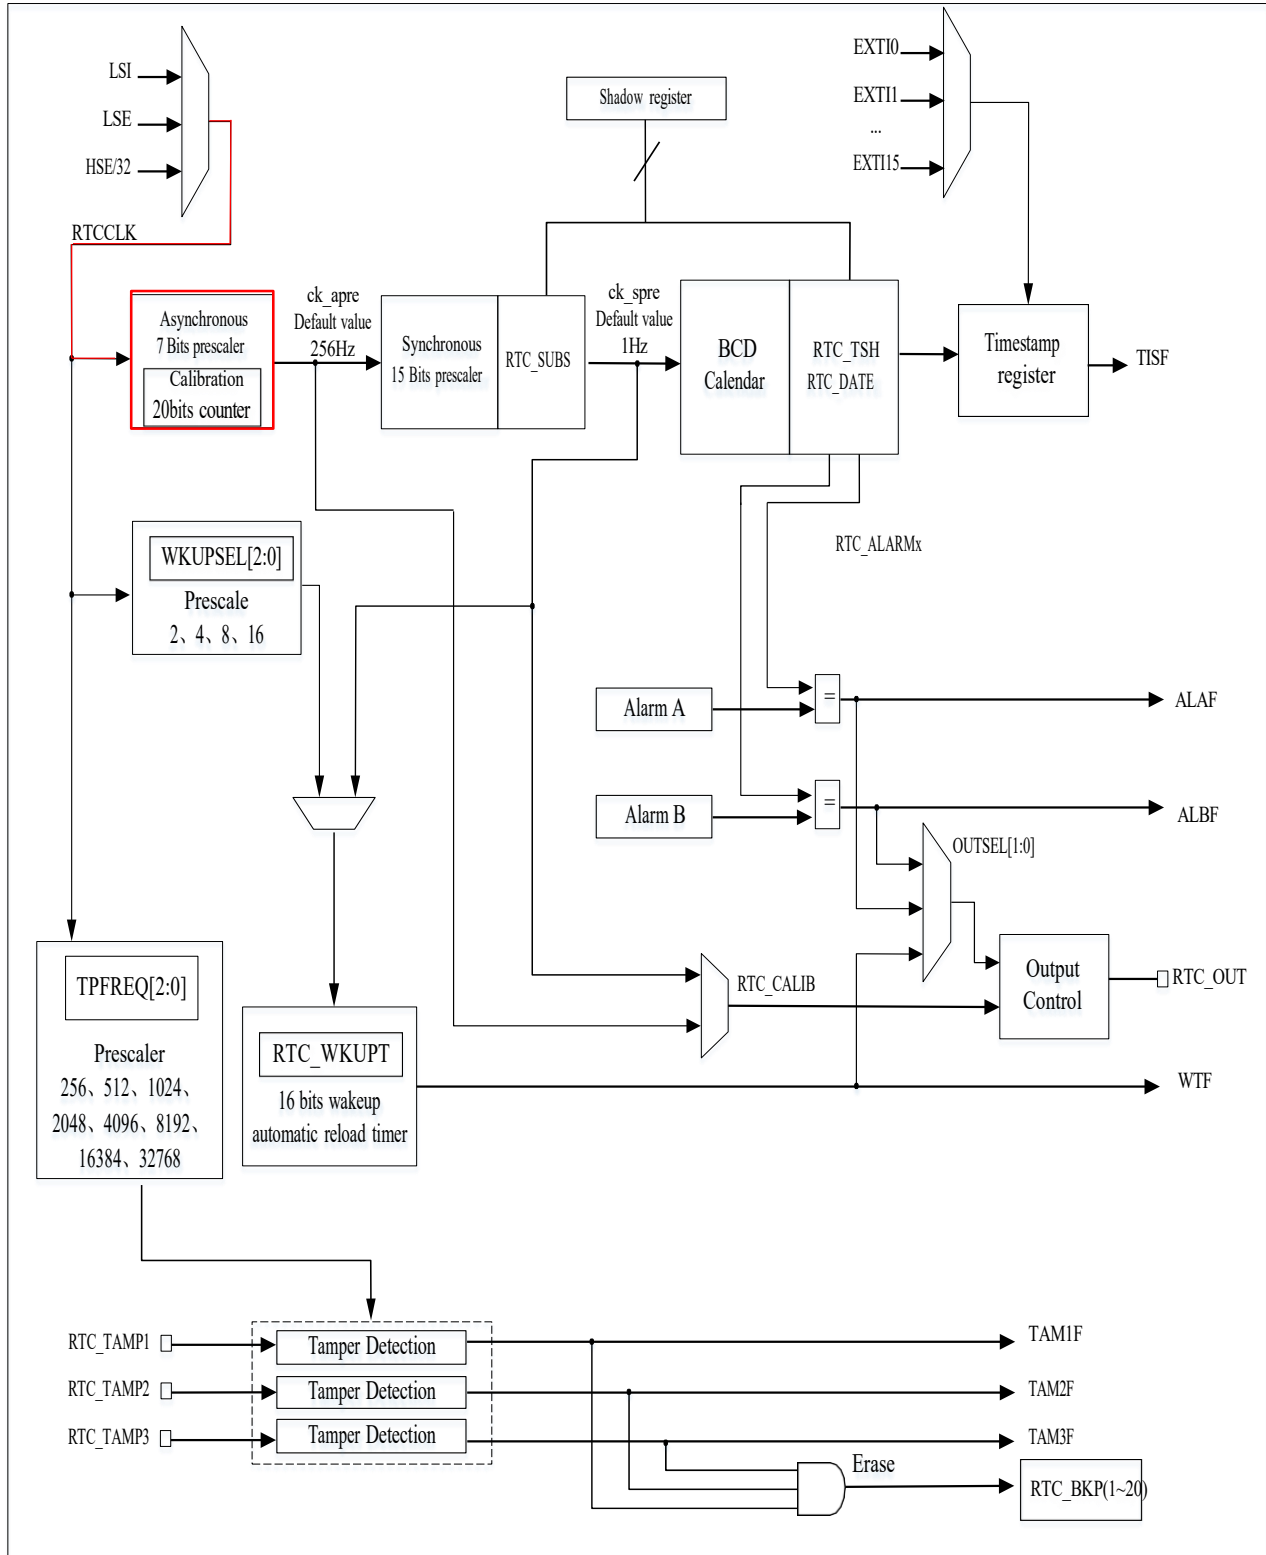 LSI
LSE
HSE/32
RTCCLK
Shadow register
EXTI0
EXTI1
...
EXTI15
Asynchronous
7 Bits prescaler
Calibration
20bits counter
ck_apre
Default value
256Hz
Synchronous
15 Bits prescaler
RTC_SUBS
ck_spre
Default value
1Hz
BCD
Calendar
RTC_TSH
RTC_DATE
Timestamp
register
TISF
WKUPSEL[2:0]
Prescale
2、4、8、16
RTC_ALARMx
Alarm A
=
ALAF
Alarm B
=
ALBF
OUTSEL[1:0]
TPFREQ[2:0]
Prescaler
256、512、1024、
2048、4096、8192、
16384、32768
RTC_WKUPT
16 bits wakeup
automatic reload timer
RTC_CALIB
Output
Control
RTC_OUT
WTF
RTC_TAMP1
Tamper Detection
TAM1F
RTC_TAMP2
Tamper Detection
TAM2F
RTC_TAMP3
Tamper Detection
TAM3F
Erase
RTC_BKP(1~20)